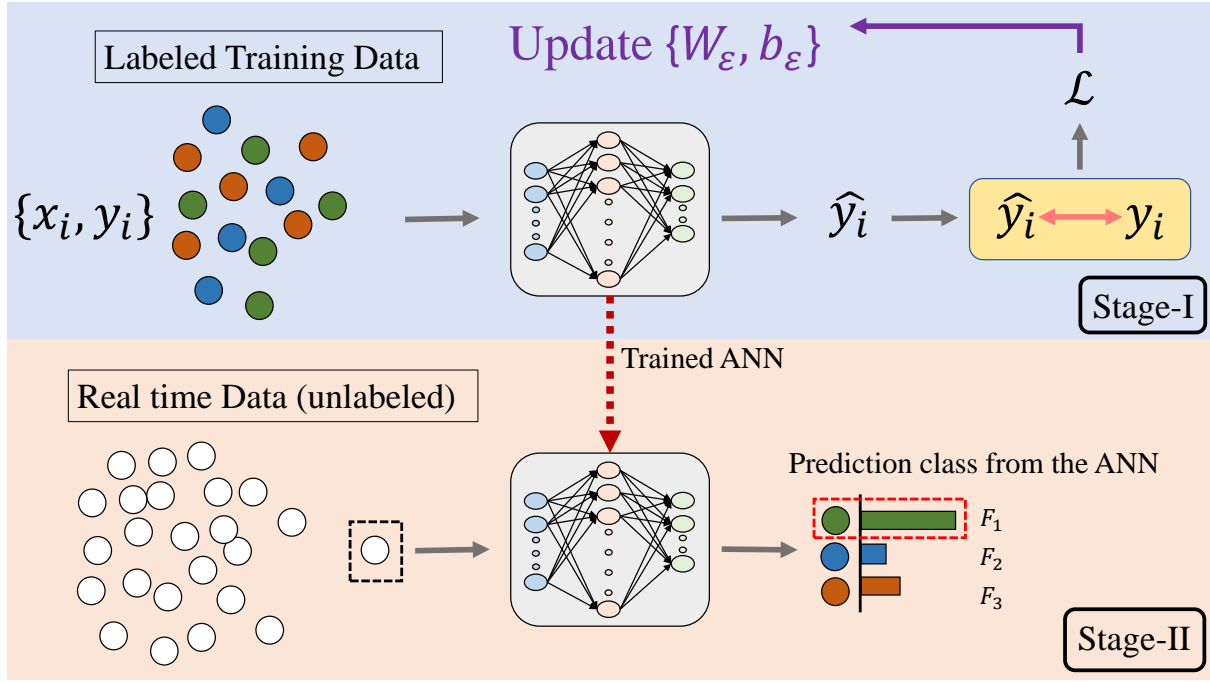 Update {W_ε, b_ε}
Labeled Training Data
ℒ
{x_i, y_i}
ŷ_i
ŷ_i y_i
Stage-I
Trained ANN
Real time Data (unlabeled)
Prediction class from the ANN
F_1
F_2
F_3
Stage-II